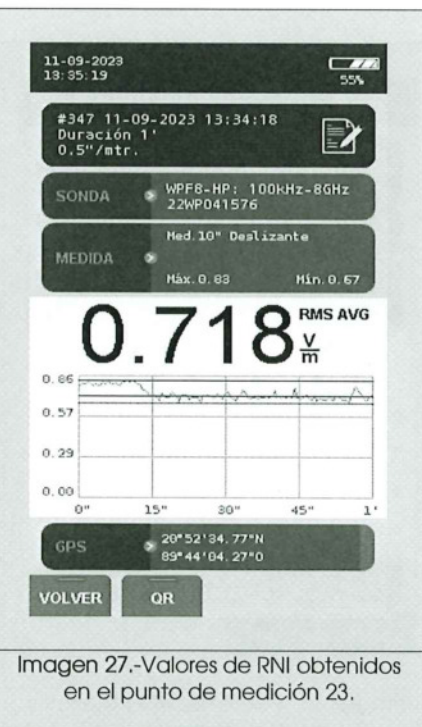 11-09-2023
13:35:19
55%
#347 11-09-2023 13:34:18
Duración 1'
0.5"/mtr.
SONDA
WPF8-HP: 100kHz-8GHz
22WP041576
MEDIDA
Med.10" Deslizante
Máx.0.83 Mín.0.67
0.718 RMS AVG
V/m
0.86
0.57
0.29
0.00
0" 15" 30" 45" 1'
GPS
20°52'34.77"N
89°44'04.27"O
VOLVER QR
Imagen 27.-Valores de RNI obtenidos
en el punto de medición 23.